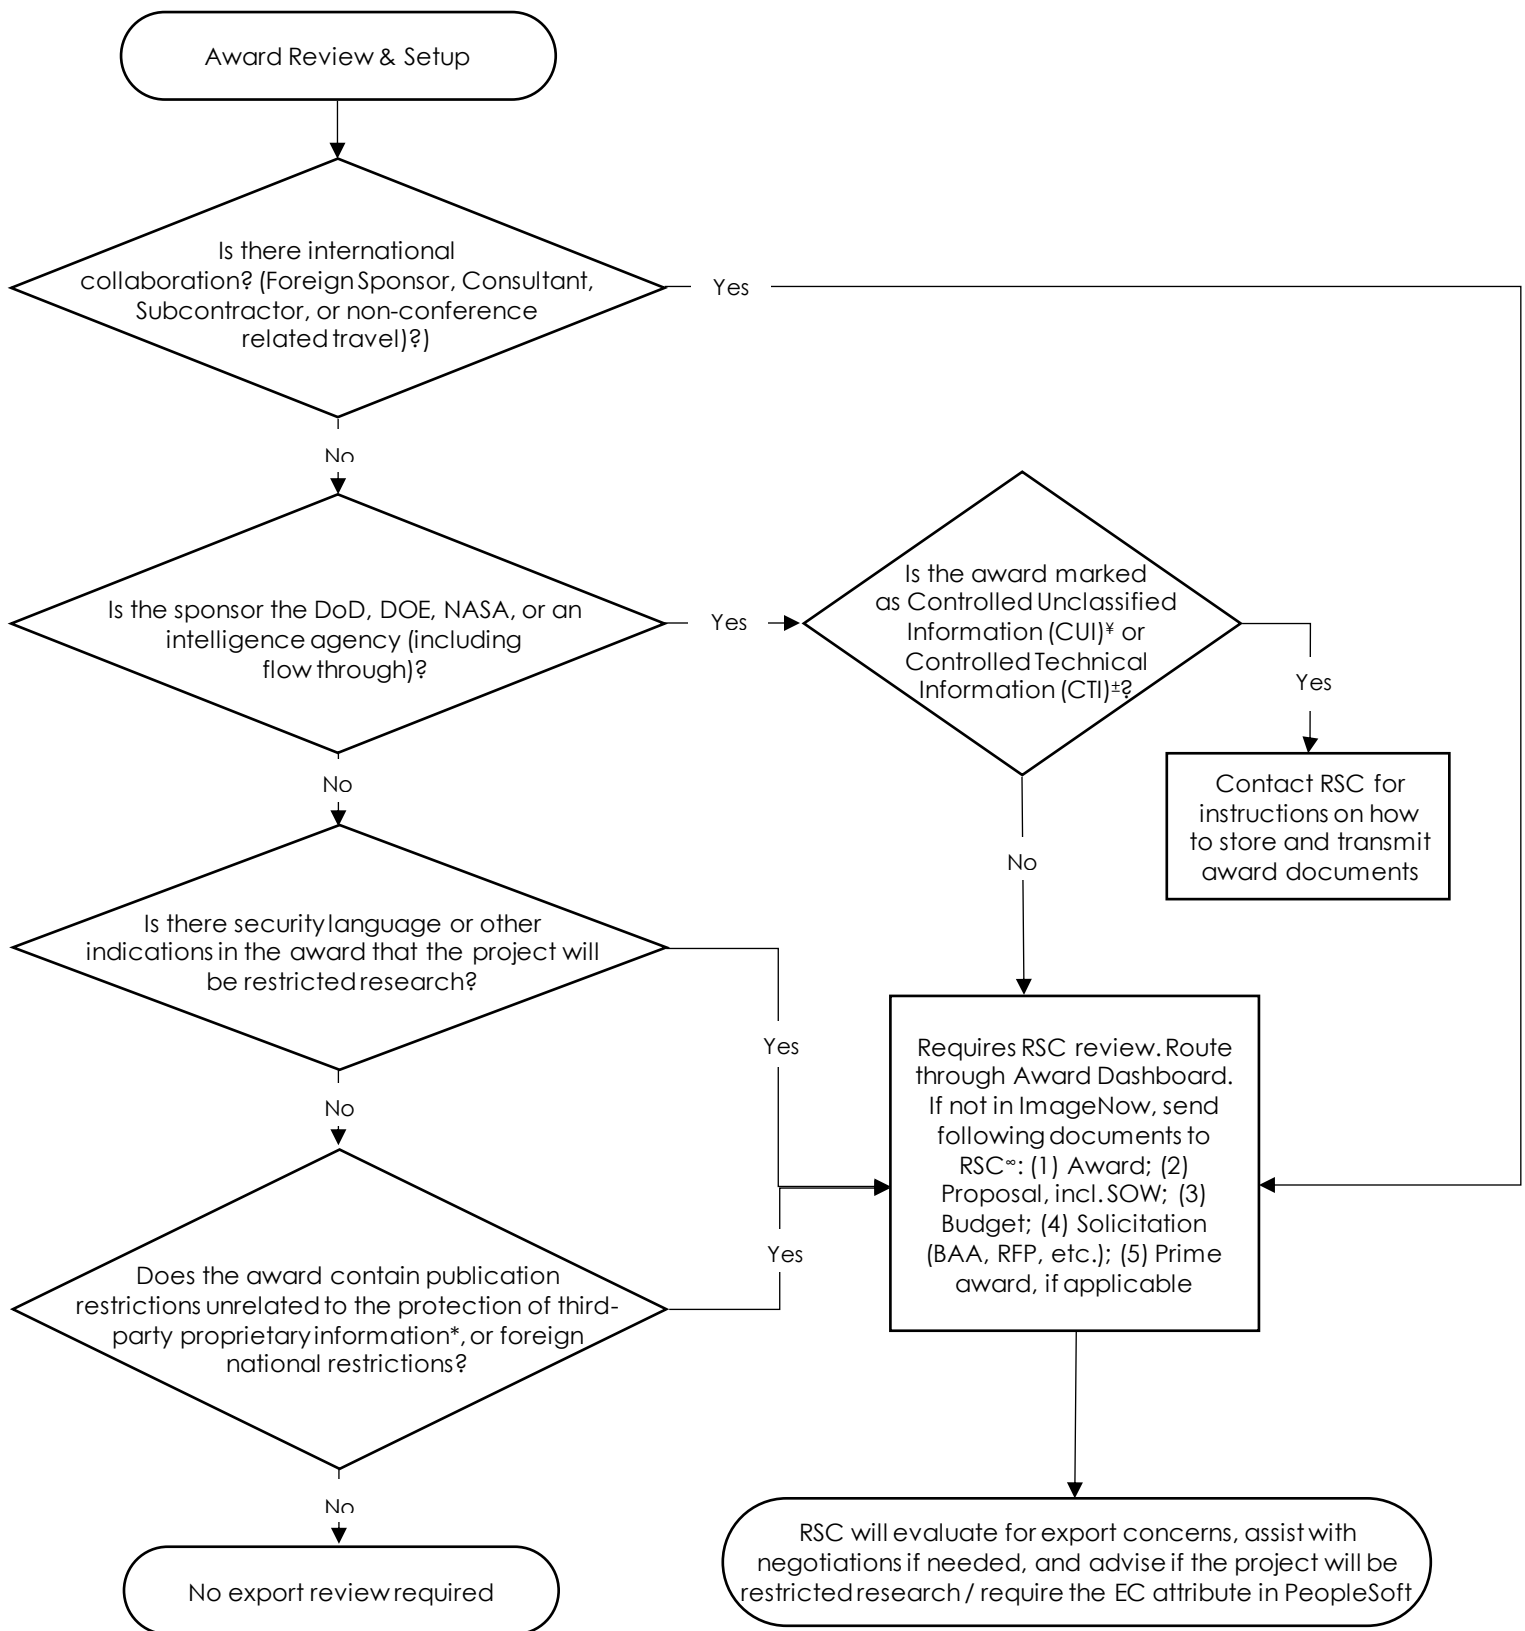 Award Review & Setup
Is there international
collaboration? (Foreign Sponsor, Consultant,
Subcontractor, or non-conference
related travel)?)
Yes
No
Is the sponsor the DoD, DOE, NASA, or an
intelligence agency (including
flow through)?
Yes
Is the award marked
as Controlled Unclassified
Information (CUI)¥ or
Controlled Technical
Information (CTI)±?
Yes
Contact RSC for
instructions on how
to store and transmit
award documents
No
No
Is there security language or other
indications in the award that the project will
be restricted research?
Yes
No
Requires RSC review. Route
through Award Dashboard.
If not in ImageNow, send
following documents to
RSC∞: (1) Award; (2)
Proposal, incl. SOW; (3)
Budget; (4) Solicitation
(BAA, RFP, etc.); (5) Prime
award, if applicable
Does the award contain publication
restrictions unrelated to the protection of third-
party proprietary information*, or foreign
national restrictions?
Yes
No
No export review required
RSC will evaluate for export concerns, assist with
negotiations if needed, and advise if the project will be
restricted research / require the EC attribute in PeopleSoft